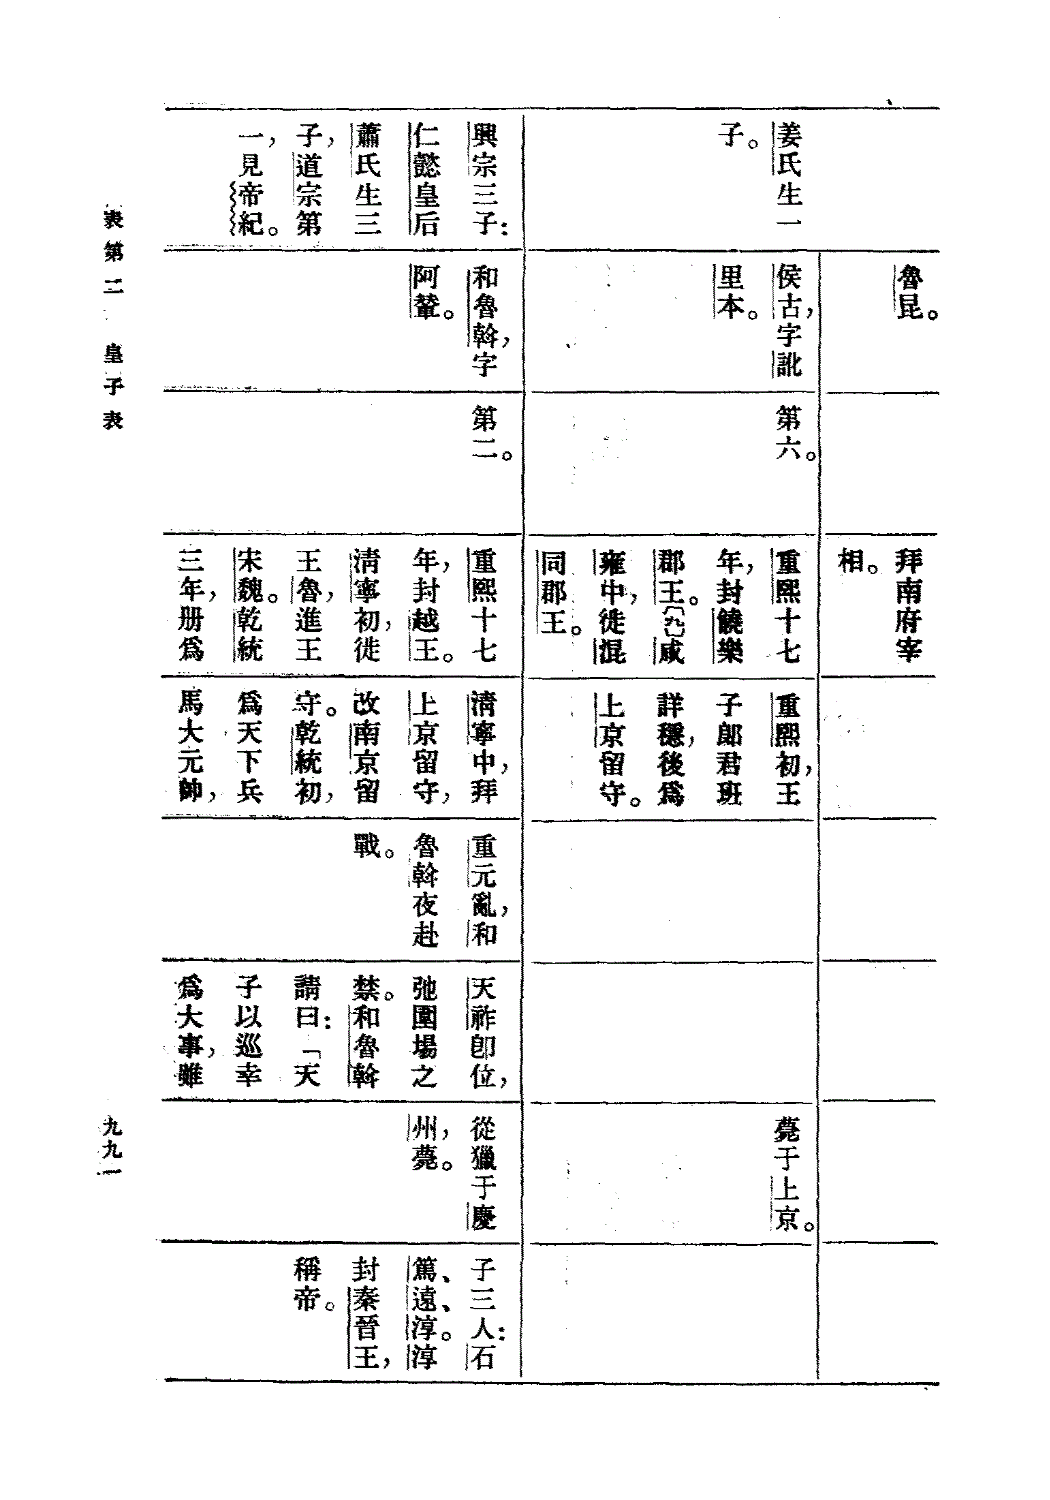 魯昆。
拜南府宰
相。
姜氏生一
子。
侯古，字訛
里本。
第六。
重熙十七
年，封饒樂
郡王。〔九〕咸
雍中，徙混
同郡王。
重熙初，王
子郞君班
詳穩，後爲
上京留守。
薨于上京。
興宗三子：
仁懿皇后
蕭氏生三
子，道宗第
一，見帝紀。
和魯斡，字
阿輦。
第二。
重熙十七
年，封越王。
淸寧初，徙
王魯，進王
宋魏。乾統
三年，册爲
淸寧中，拜
上京留守，
改南京留
守。乾統初，
爲天下兵
馬大元帥，
重元亂，和
魯斡夜赴
戰。
天祚卽位，
弛圍場之
禁。和魯斡
請曰：「天
子以巡幸
爲大事，雖
從獵于慶
州，薨。
子三人：石
篤、遠、淳。淳
封秦晉王，
稱帝。
表第二 皇子表
九九一